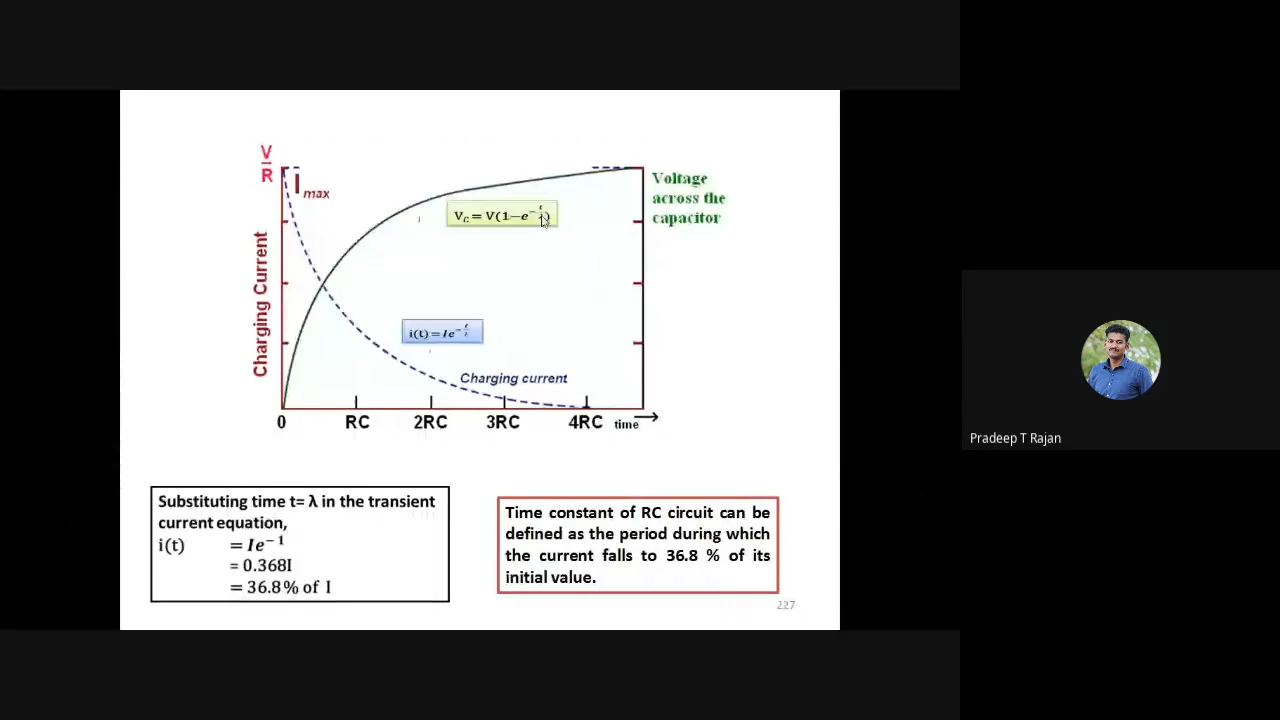 V
R
I max
Voltage
across the
capacitor
V_C = V(1−e^{−t/λ})
Charging Current
i(t) = Ie^{−t/λ}
Charging current
0 RC 2RC 3RC 4RC time
Substituting time t= λ in the transient
current equation,
i(t) = Ie^{−1}
= 0.368I
= 36.8% of I
Time constant of RC circuit can be
defined as the period during which
the current falls to 36.8 % of its
initial value.
227
Pradeep T Rajan